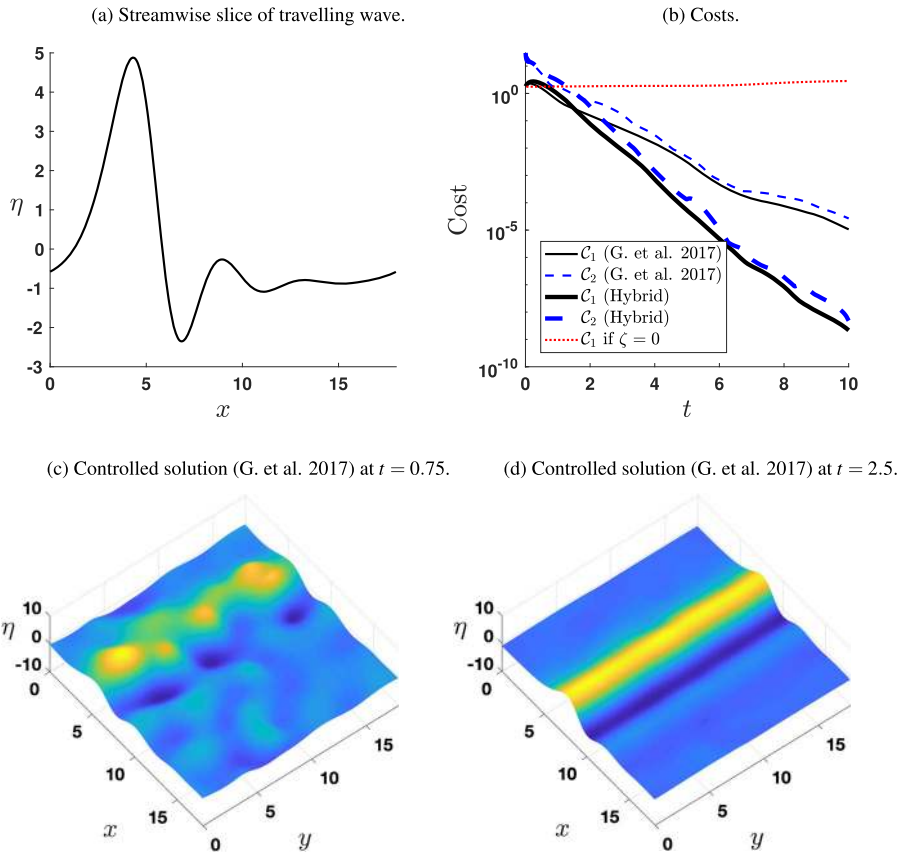 (a) Streamwise slice of travelling wave.
5
4
3
2
1
0
-1
-2
-3
η
0
5
10
15
x
(b) Costs.
10^0
10^-5
10^-10
Cost
C₁ (G. et al. 2017)
C₂ (G. et al. 2017)
C₁ (Hybrid)
C₂ (Hybrid)
C₁ if ζ = 0
0
2
4
6
8
10
t
(c) Controlled solution (G. et al. 2017) at t = 0.75.
10
0
-10
η
0
5
10
15
x
0
5
10
15
y
(d) Controlled solution (G. et al. 2017) at t = 2.5.
10
0
-10
η
0
5
10
15
x
0
5
10
15
y